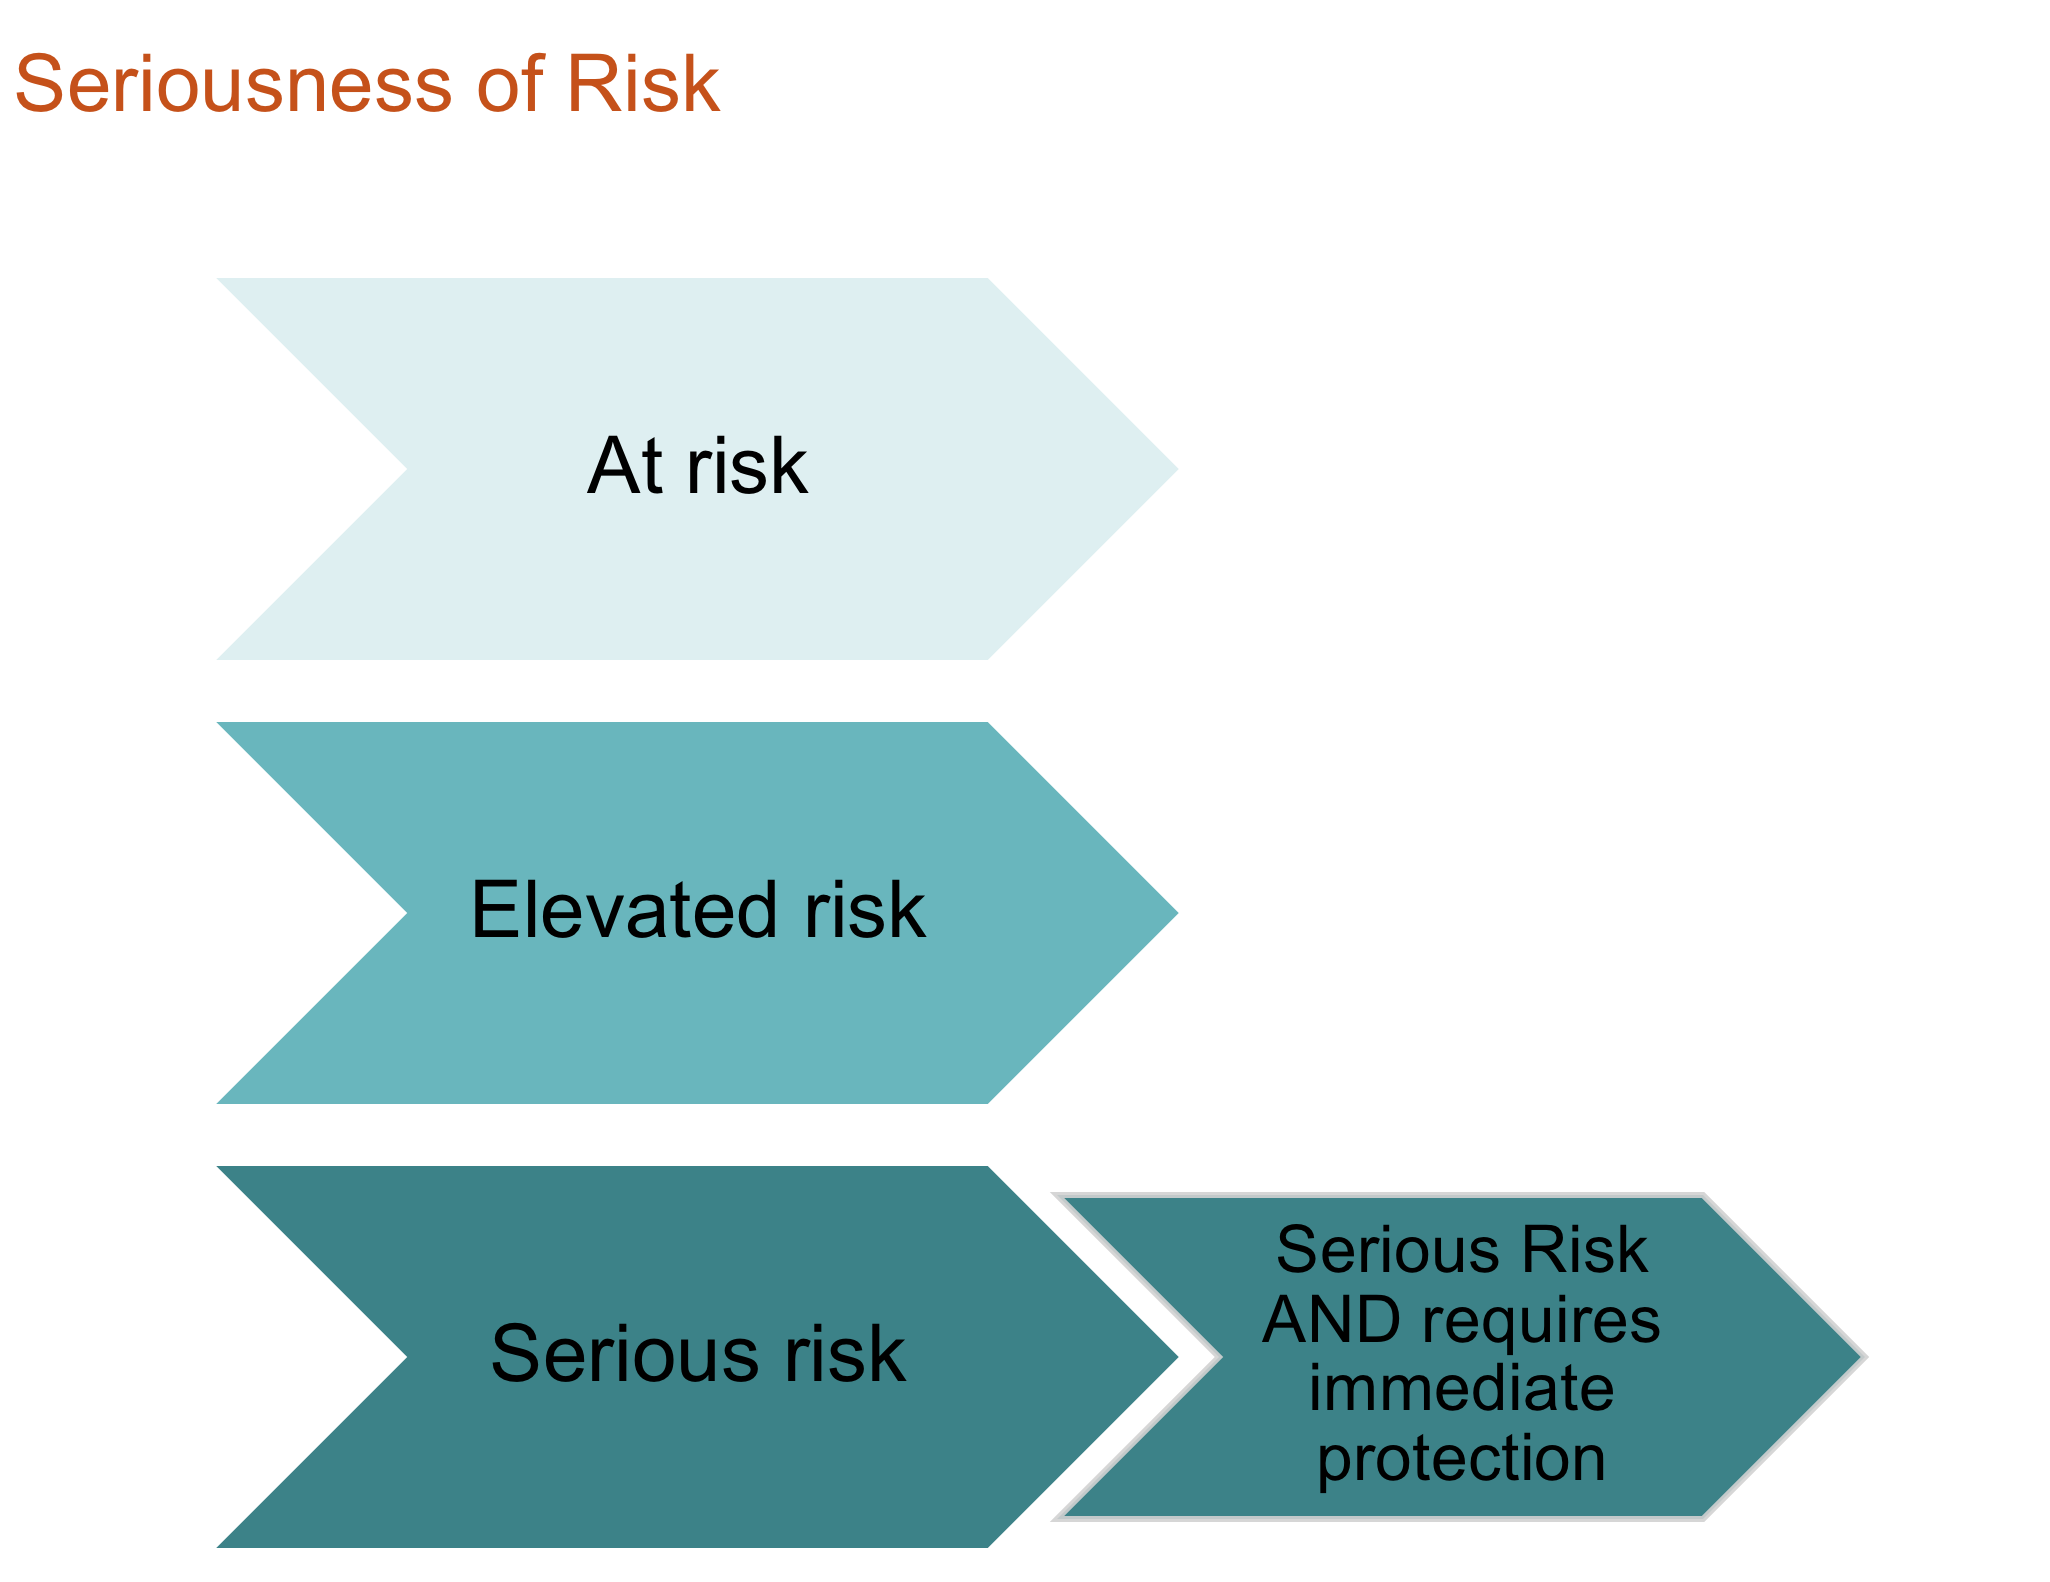 Seriousness of Risk
At risk
Elevated risk
Serious risk
Serious Risk
AND requires
immediate
protection